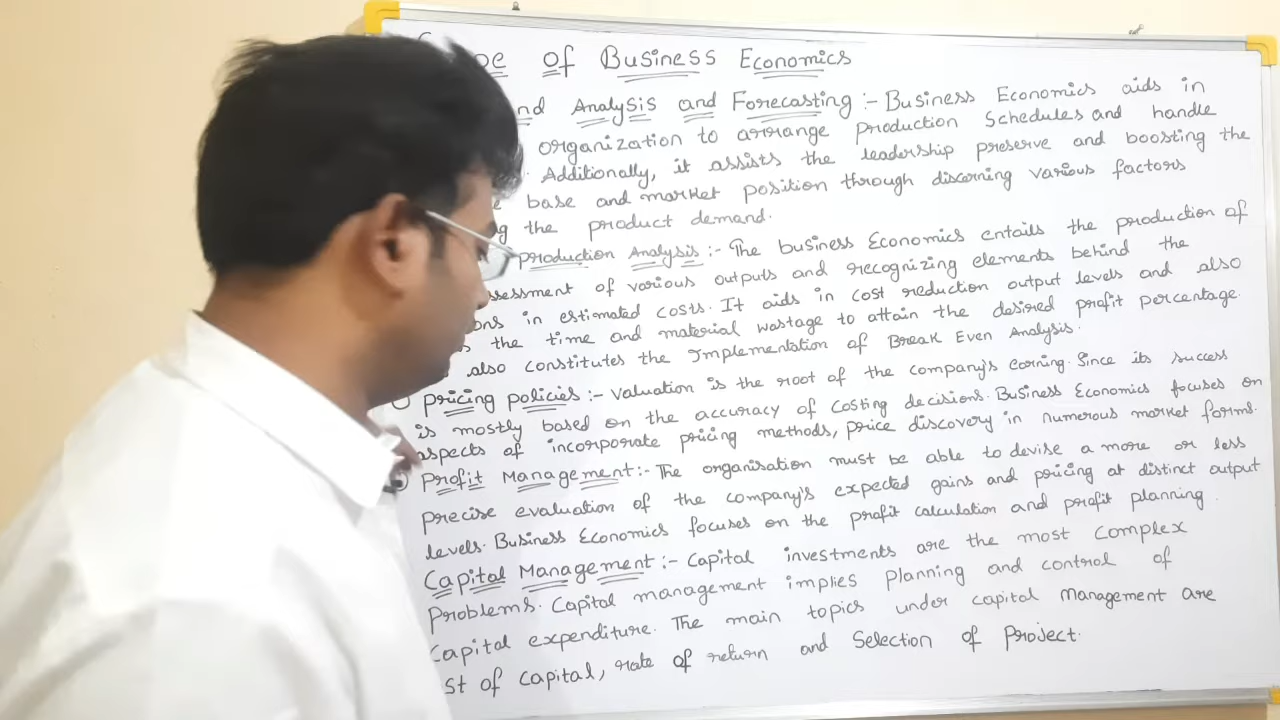 of Business Economics
Analysis and Forecasting :- Business Economics aids in
organization to arrange production Schedules and handle
Additionally, it assists the leadership preserve and boosting the
base and market position through discerning various factors
the product demand.
production Analysis :- The business Economics entails the production of
of various outputs and recognizing elements behind the
in estimated costs. It aids in cost reduction output levels and also
the time and material wastage to attain the desired profit percentage.
also constitutes the Implementation of Break Even Analysis.
Pricing policies :- Valuation is the root of the company's earning. Since its success
is mostly based on the accuracy of costing decisions. Business Economics focuses on
aspects of incorporate pricing methods, price discovery in numerous market forms.
Profit Management :- The organisation must be able to devise a more or less
precise evaluation of the company's expected gains and pricing at distinct output
levels. Business Economics focuses on the profit calculation and profit planning.
Capital Management :- Capital investments are the most Complex
Problems. Capital management implies planning and control of
Capital expenditure. The main topics under capital Management are
of capital, rate of return and Selection of Project.